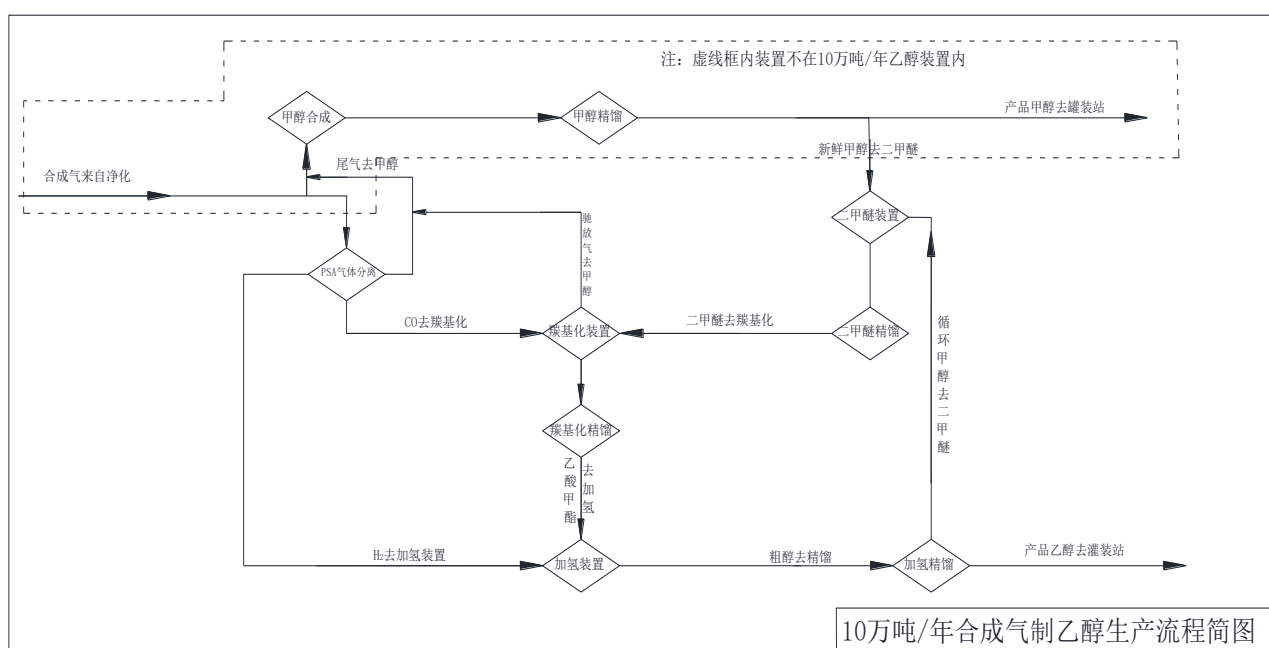 注：虚线框内装置不在10万吨/年乙醇装置内
甲醇合成
甲醇精馏
产品甲醇去罐装站
新鲜甲醇去二甲醚
尾气去甲醇
合成气来自净化
二甲醚装置
驰放气去甲醇
PSA气体分离
CO去羰基化
羰基化装置
二甲醚去羰基化
二甲醚精馏
循环甲醇去二甲醚
羰基化精馏
乙酸甲酯
去加氢
H₂去加氢装置
加氢装置
粗醇去精馏
加氢精馏
产品乙醇去灌装站
10万吨/年合成气制乙醇生产流程简图